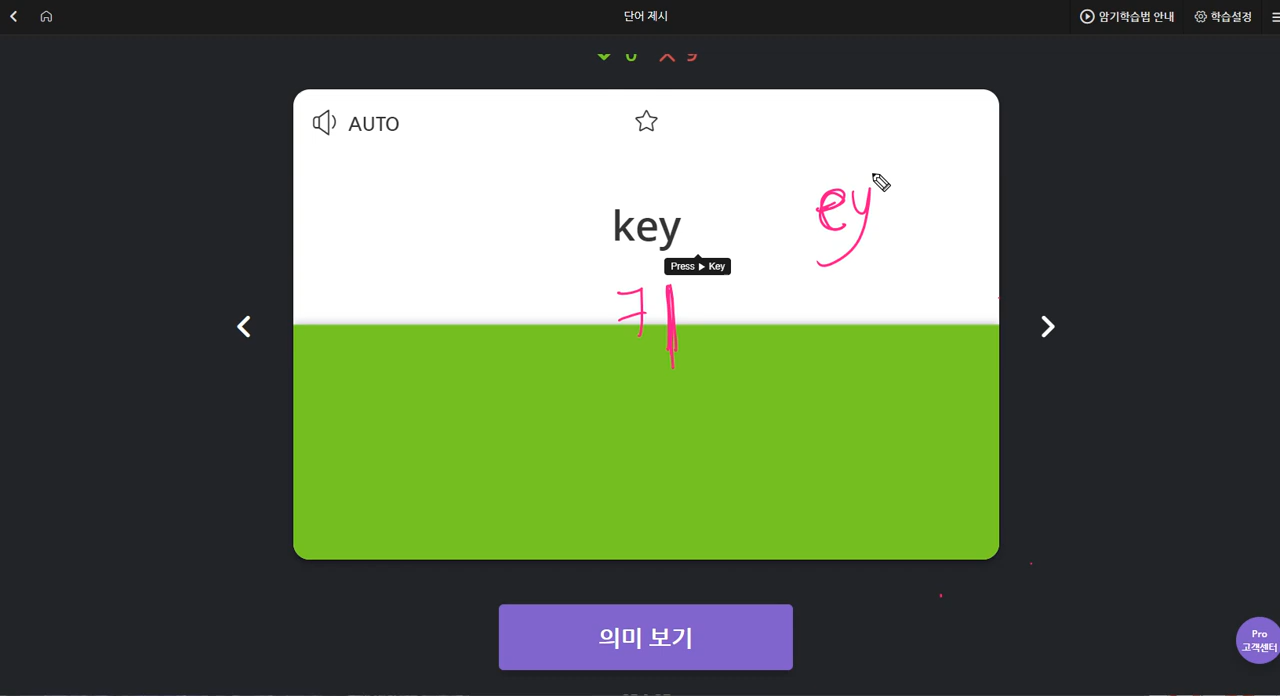 단어 제시
암기학습법 안내
학습설정
AUTO
key
ey
Press ▶ Key
키
의미 보기
Pro
고객센터